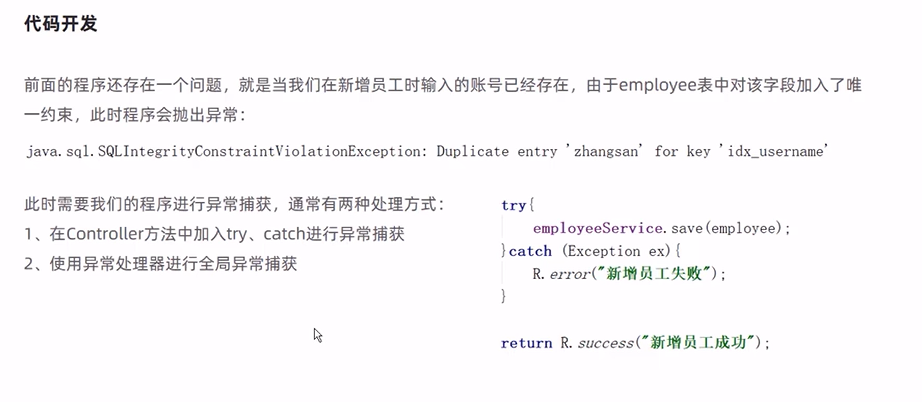 代码开发
前面的程序还存在一个问题，就是当我们在新增员工时输入的账号已经存在，由于employee表中对该字段加入了唯
一约束，此时程序会抛出异常：
java.sql.SQLIntegrityConstraintViolationException: Duplicate entry 'zhangsan' for key 'idx_username'
此时需要我们的程序进行异常捕获，通常有两种处理方式：
1、在Controller方法中加入try、catch进行异常捕获
2、使用异常处理器进行全局异常捕获
try{
employeeService.save(employee);
}catch (Exception ex){
R.error("新增员工失败");
}
return R.success("新增员工成功");